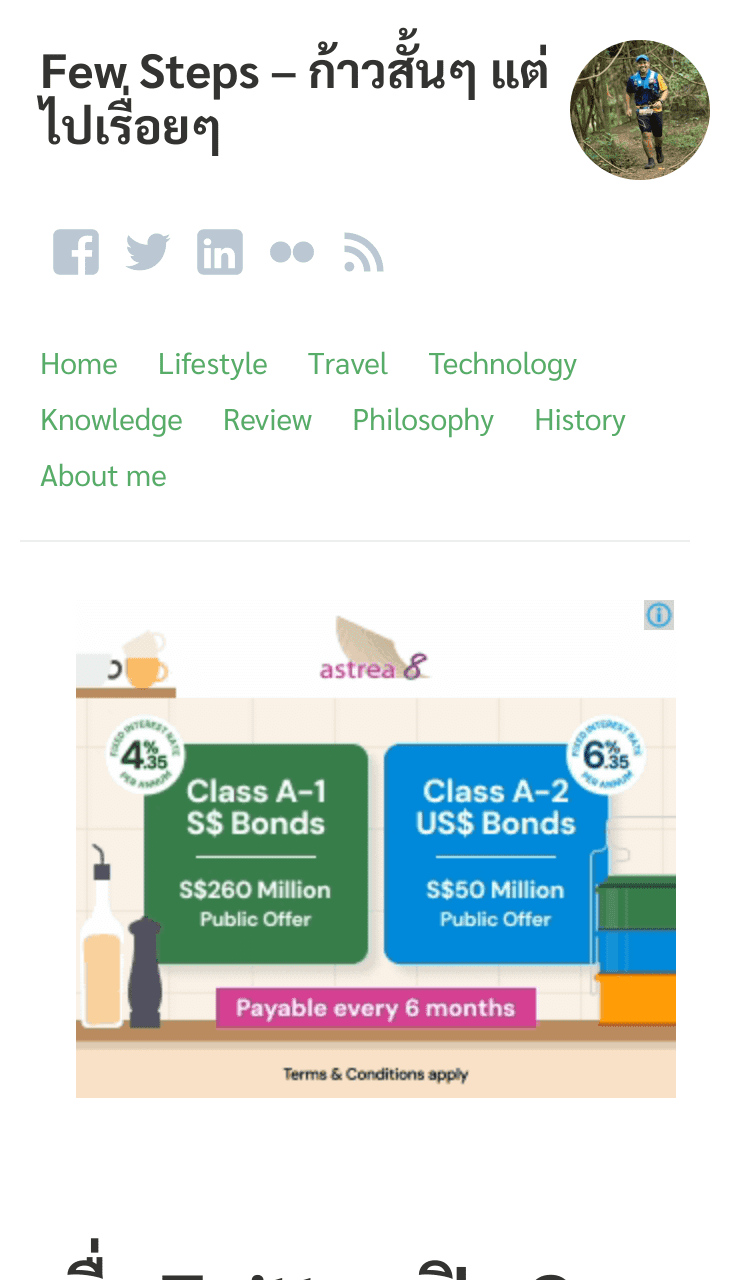 Few Steps – ก้าวสั้นๆ แต่
ไปเรื่อยๆ
Home Lifestyle Travel Technology
Knowledge Review Philosophy History
About me
astrea 8
FIXED INTEREST RATE
4.35%
PER ANNUM
Class A-1
S$ Bonds
S$260 Million
Public Offer
FIXED INTEREST RATE
6.35%
PER ANNUM
Class A-2
US$ Bonds
S$50 Million
Public Offer
Payable every 6 months
Terms & Conditions apply